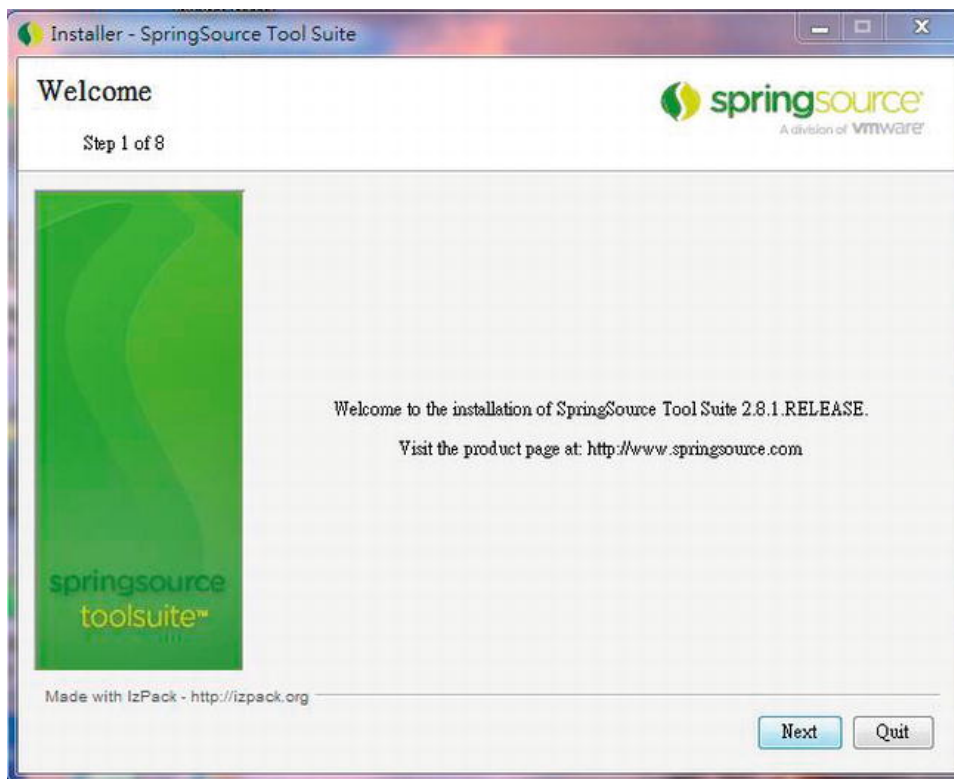 Installer - SpringSource Tool Suite
Welcome
Step 1 of 8
springsource
A division of vmware
springsource
toolsuite™
Welcome to the installation of SpringSource Tool Suite 2.8.1.RELEASE.
Visit the product page at: http://www.springsource.com
Made with IzPack - http://izpack.org
Next
Quit